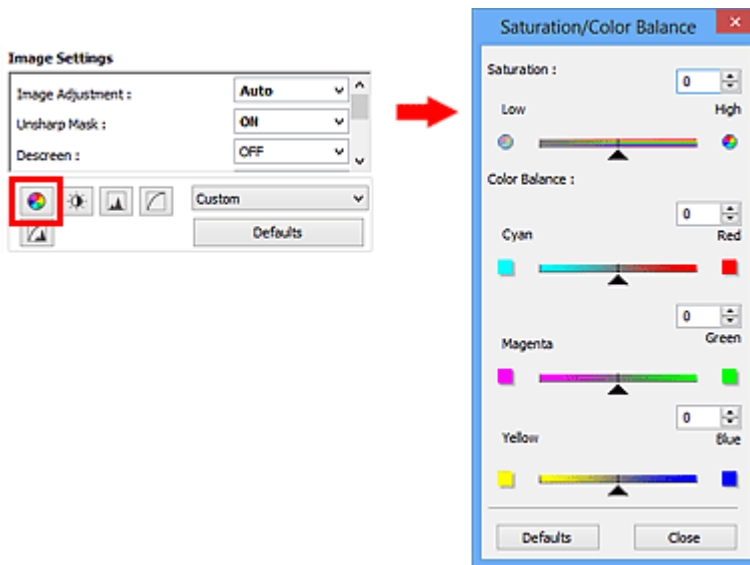 Image Settings
Image Adjustment : Auto
Unsharp Mask : ON
Descreen : OFF
Custom
Defaults
Saturation/Color Balance
Saturation : 0
Low High
Color Balance :
0
Cyan Red
0
Magenta Green
0
Yellow Blue
Defaults Close